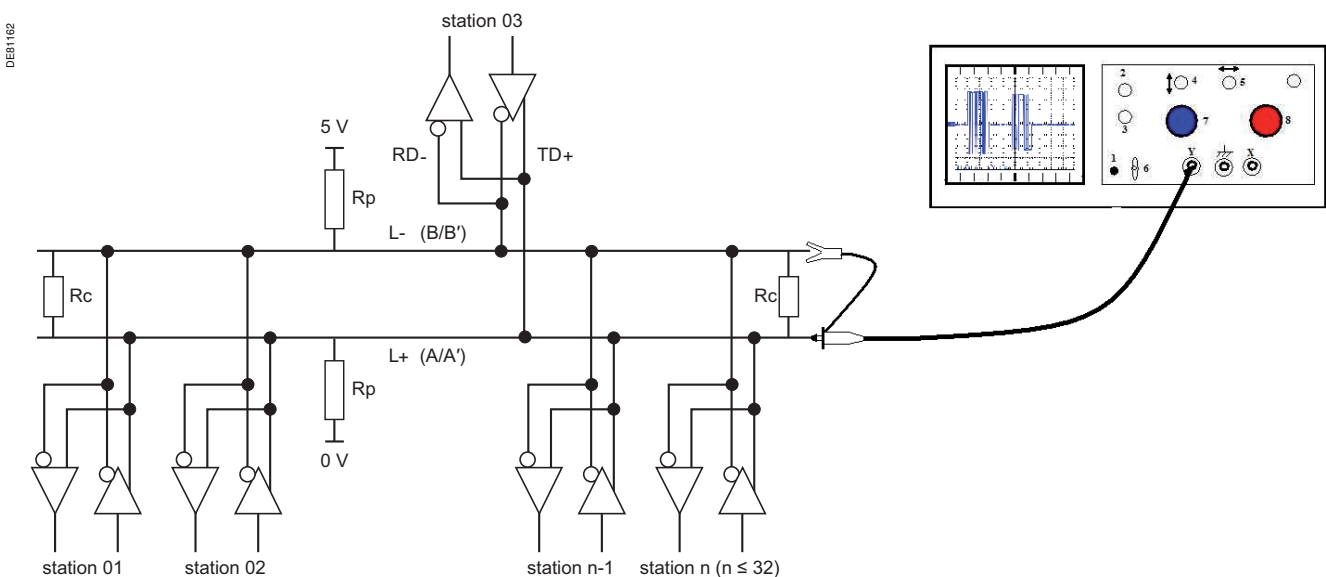 DE81162
station 03
5 V
RD-
TD+
Rp
L- (B/B′)
Rc
Rc
L+ (A/A′)
Rp
0 V
station 01
station 02
station n-1
station n (n ≤ 32)
2
4
5
3
7
8
Y
X
1
6